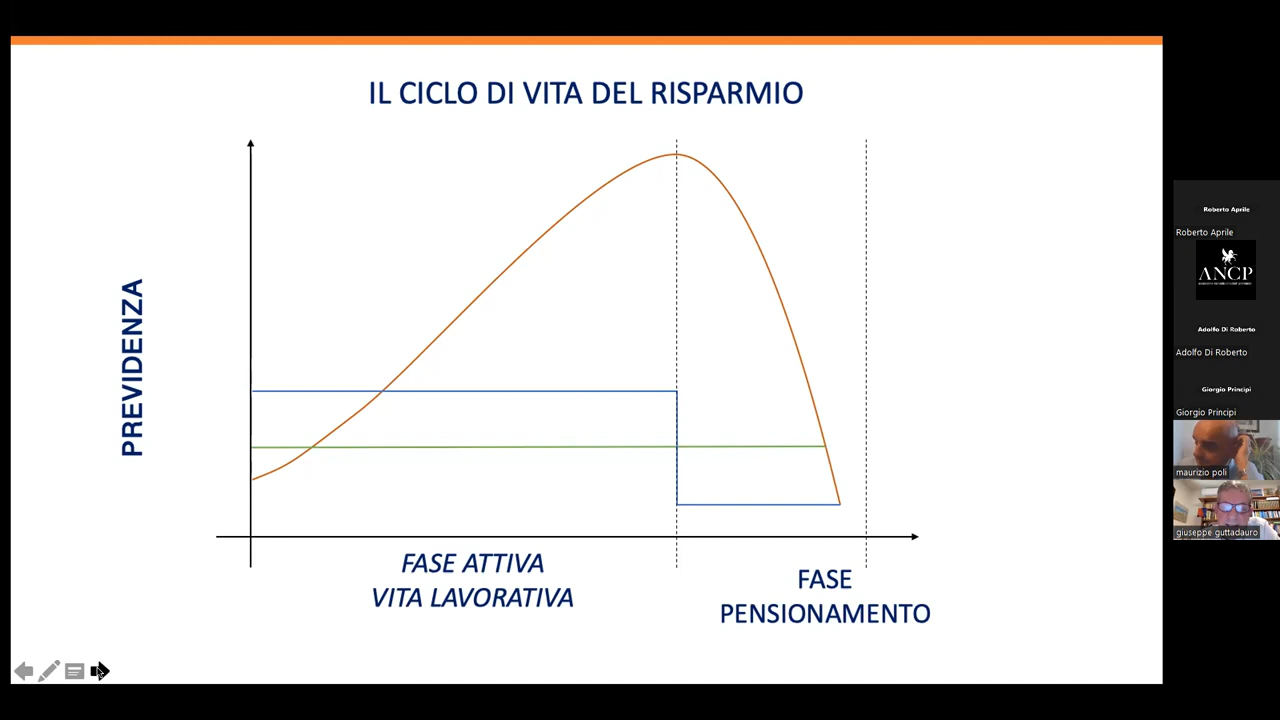 IL CICLO DI VITA DEL RISPARMIO
PREVIDENZA
FASE ATTIVA
VITA LAVORATIVA
FASE
PENSIONAMENTO
Roberto Aprile
Roberto Aprile
ANCP
Adolfo Di Roberto
Adolfo Di Roberto
Giorgio Principi
Giorgio Principi
maurizio poli
giuseppe guttadauro